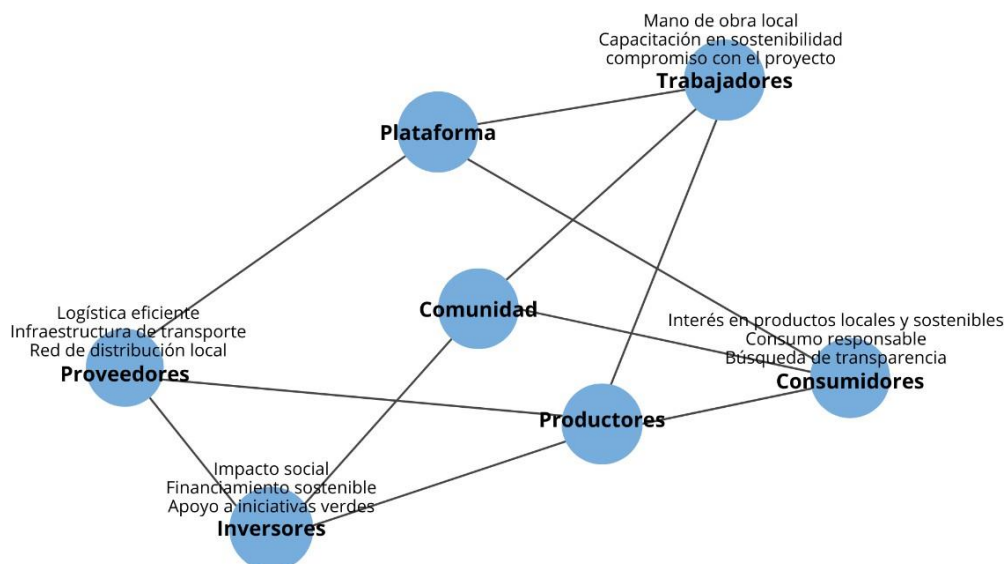 Mano de obra local
Capacitación en sostenibilidad
compromiso con el proyecto
Trabajadores
Plataforma
Comunidad
Logística eficiente
Infraestructura de transporte
Red de distribución local
Proveedores
Interés en productos locales y sostenibles
Consumo responsable
Búsqueda de transparencia
Consumidores
Productores
Impacto social
Financiamiento sostenible
Apoyo a iniciativas verdes
Inversores